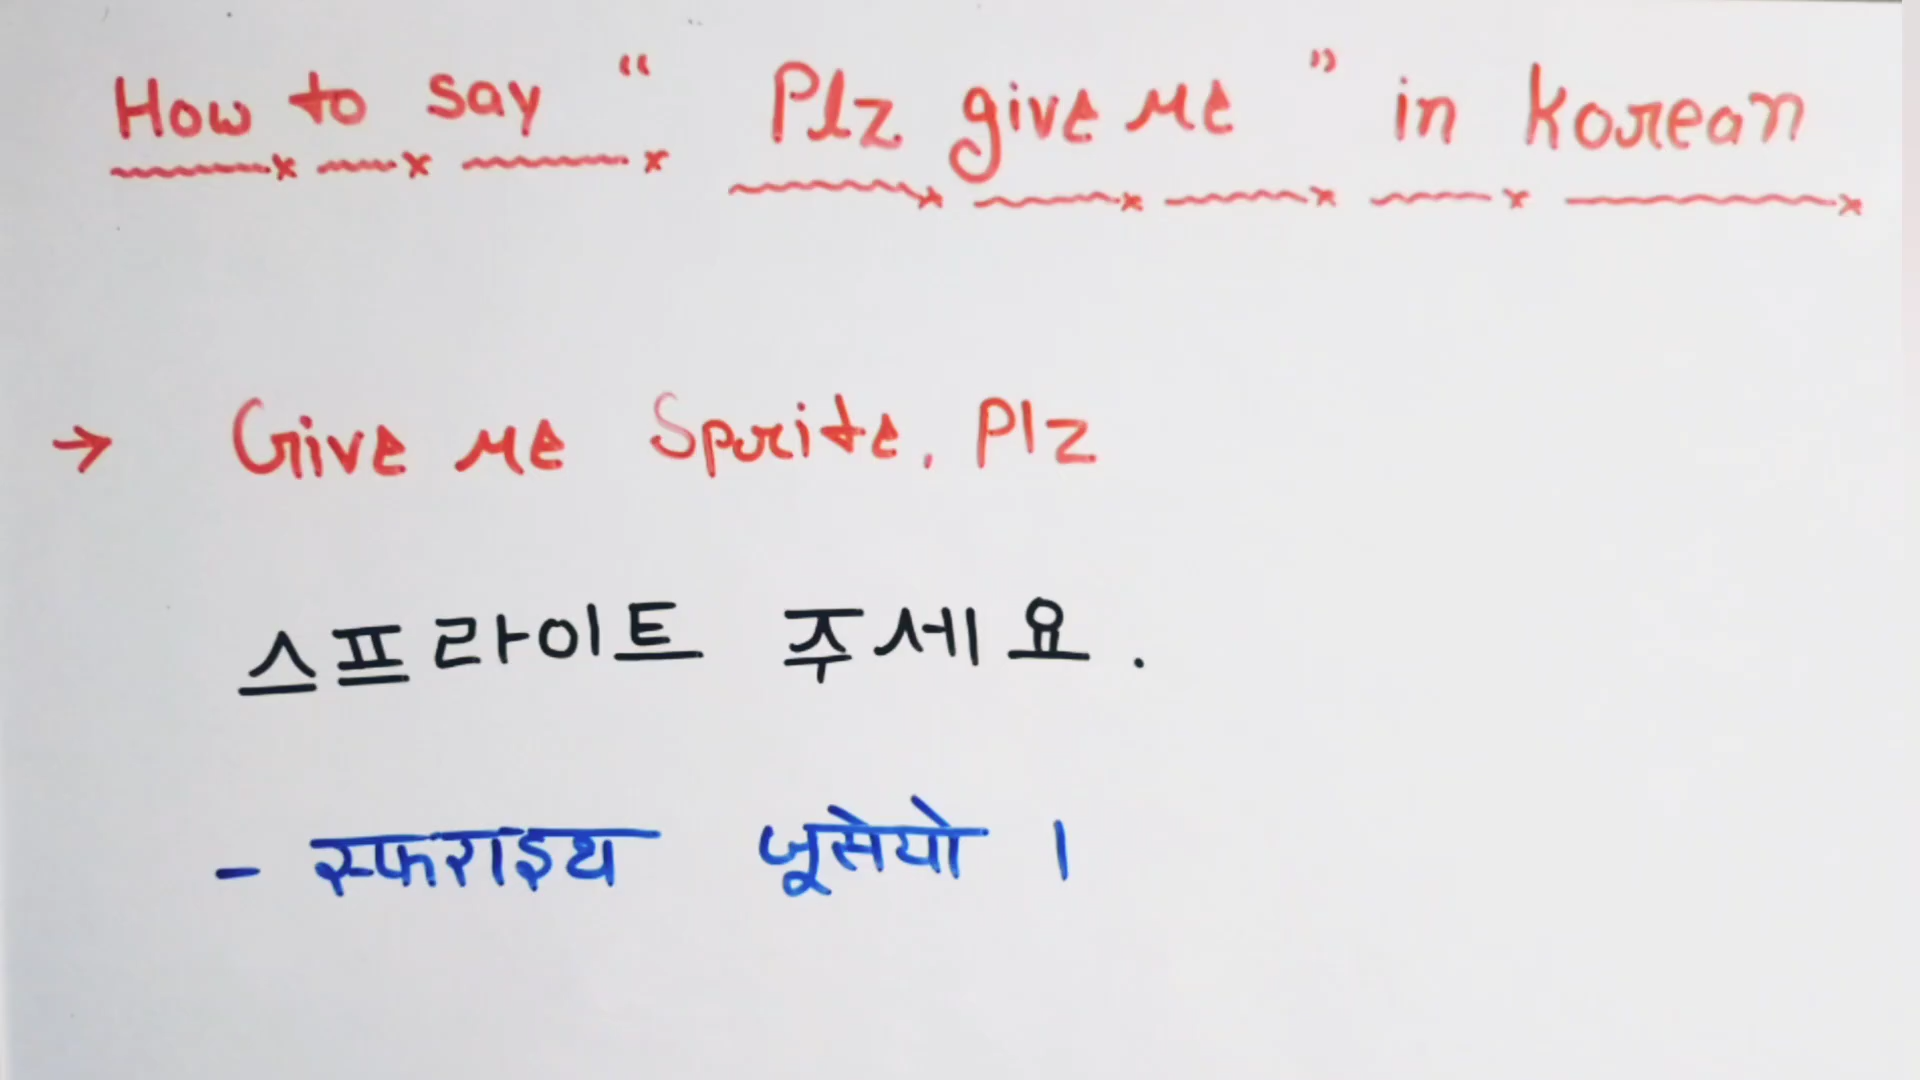 How to say “ Plz give me ” in Korean
→ Give me Sprite, Plz
스프라이트 주세요.
- स्फराइथ जूसेयो ।